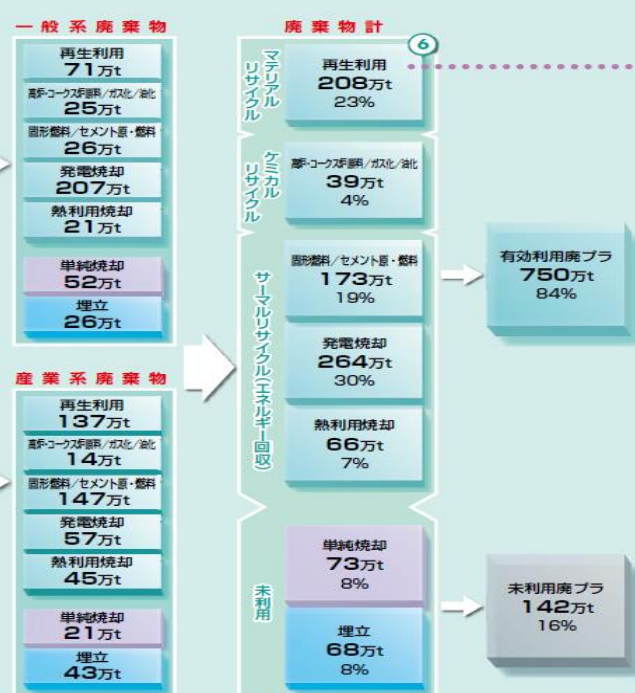 一般系廃棄物
再生利用
71万t
高炉・コークス炉原料/ガス化/油化
25万t
固形燃料/セメント原・燃料
26万t
発電焼却
207万t
熱利用焼却
21万t
単純焼却
52万t
埋立
26万t
産業系廃棄物
再生利用
137万t
高炉・コークス炉原料/ガス化/油化
14万t
固形燃料/セメント原・燃料
147万t
発電焼却
57万t
熱利用焼却
45万t
単純焼却
21万t
埋立
43万t
廃棄物計
6
マテリアル
リサイクル
再生利用
208万t
23%
ケミカル
リサイクル
高炉・コークス炉原料/ガス化/油化
39万t
4%
サーマルリサイクル(エネルギー回収)
固形燃料/セメント原・燃料
173万t
19%
発電焼却
264万t
30%
熱利用焼却
66万t
7%
未利用
単純焼却
73万t
8%
埋立
68万t
8%
有効利用廃プラ
750万t
84%
未利用廃プラ
142万t
16%